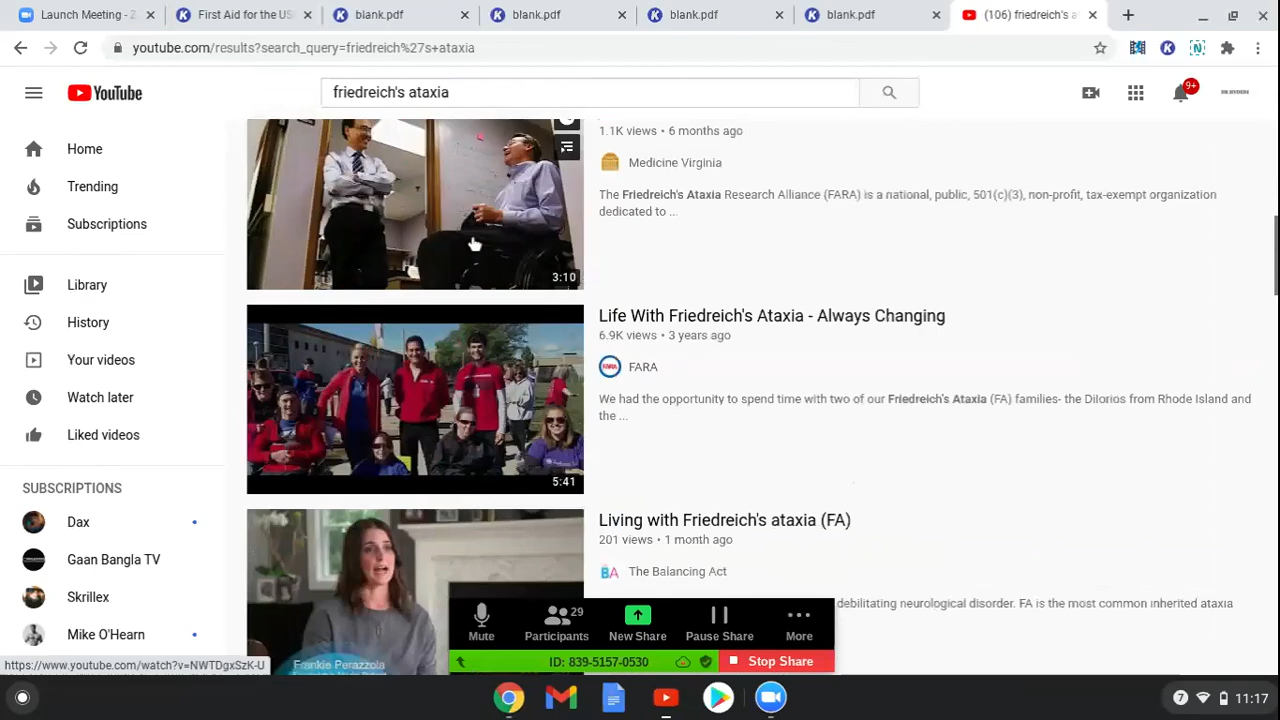 Launch Meeting - Z
First Aid for the US
blank.pdf
blank.pdf
blank.pdf
blank.pdf
(106) friedreich's a
youtube.com/results?search_query=friedreich%27s+ataxia
YouTube
friedreich's ataxia
9+
Home
Trending
Subscriptions
Library
History
Your videos
Watch later
Liked videos
SUBSCRIPTIONS
Dax
Gaan Bangla TV
Skrillex
Mike O'Hearn
3:10
1.1K views • 6 months ago
Medicine Virginia
The Friedreich's Ataxia Research Alliance (FARA) is a national, public, 501(c)(3), non-profit, tax-exempt organization
dedicated to ...
5:41
Life With Friedreich's Ataxia - Always Changing
6.9K views • 3 years ago
FARA
FARA
We had the opportunity to spend time with two of our Friedreich's Ataxia (FA) families- the DiIorios from Rhode Island and
the ...
Frankie Perazzola
Living with Friedreich's ataxia (FA)
201 views • 1 month ago
BA
The Balancing Act
debilitating neurological disorder. FA is the most common inherited ataxia
29
Mute
Participants
New Share
Pause Share
More
ID: 839-5157-0530
Stop Share
https://www.youtube.com/watch?v=NWTDgxSzK-U
7
11:17